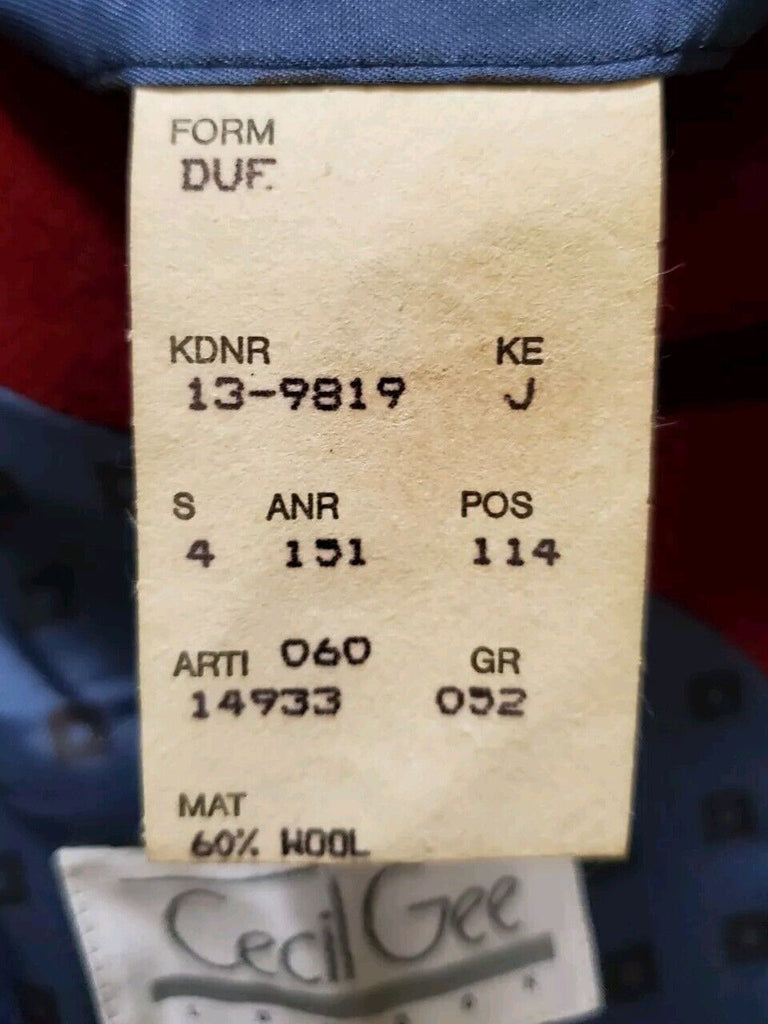 FORM
DUF
KDNR KE
13-9819 J
S ANR POS
4 151 114
ARTI 060 GR
14933 052
MAT
60% WOOL
Cecil Gee